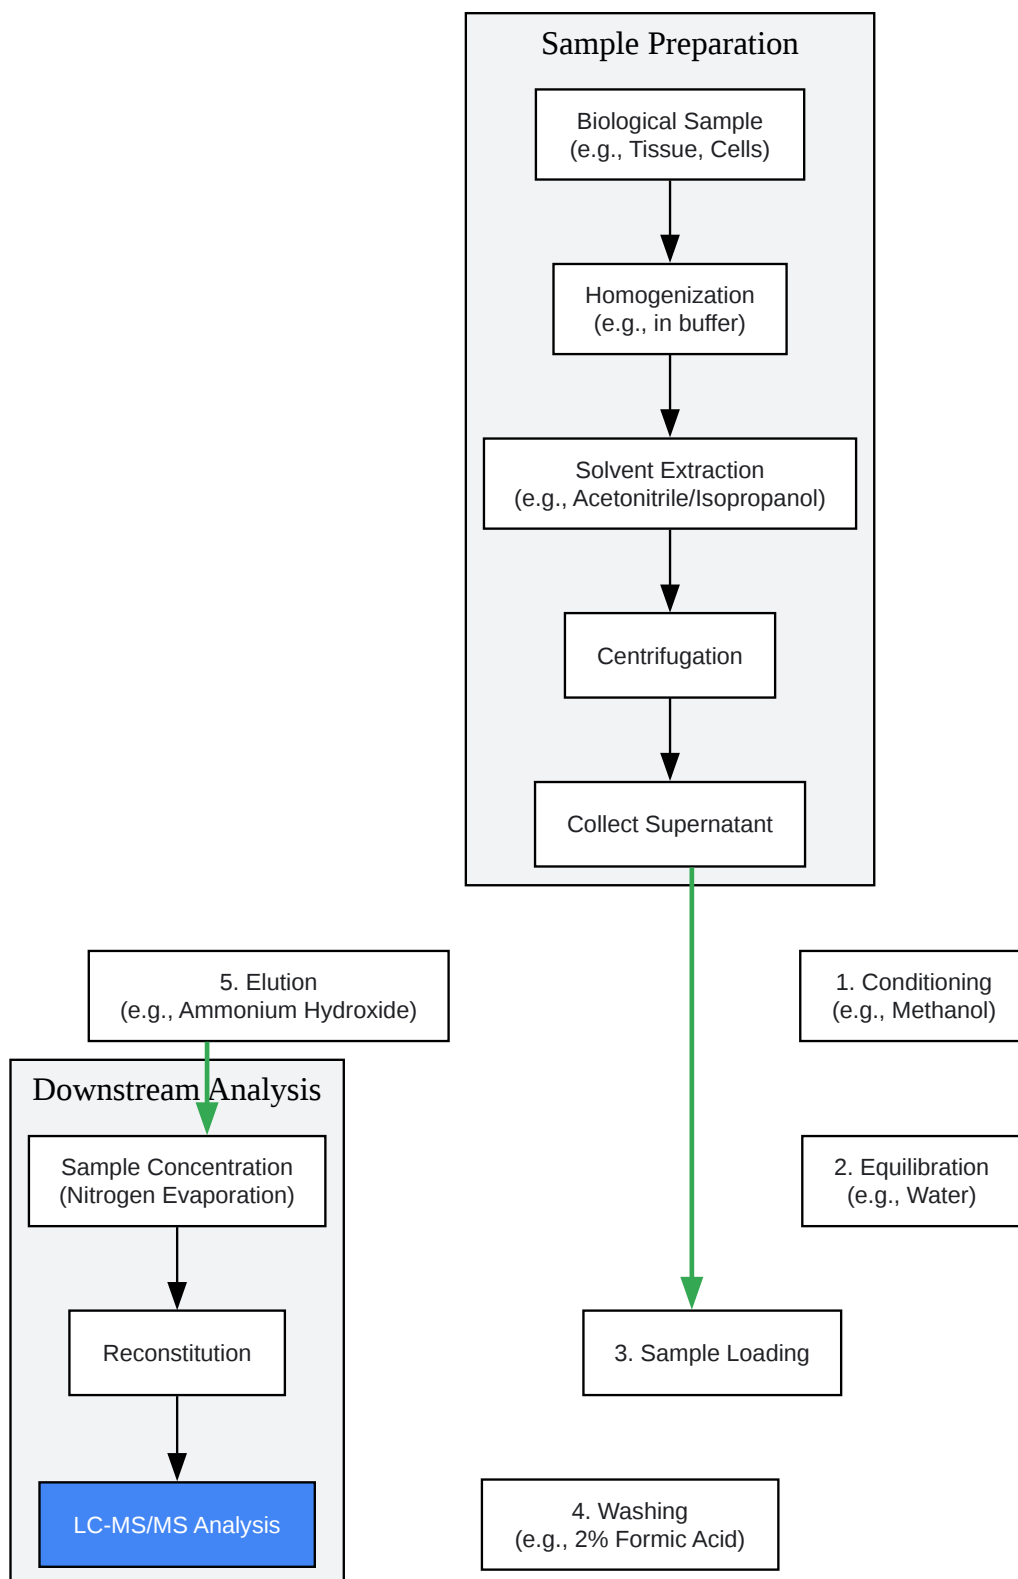 Sample Preparation
Biological Sample
(e.g., Tissue, Cells)
Homogenization
(e.g., in buffer)
Solvent Extraction
(e.g., Acetonitrile/Isopropanol)
Centrifugation
Collect Supernatant
1. Conditioning
(e.g., Methanol)
2. Equilibration
(e.g., Water)
3. Sample Loading
4. Washing
(e.g., 2% Formic Acid)
5. Elution
(e.g., Ammonium Hydroxide)
Downstream Analysis
Sample Concentration
(Nitrogen Evaporation)
Reconstitution
LC-MS/MS Analysis